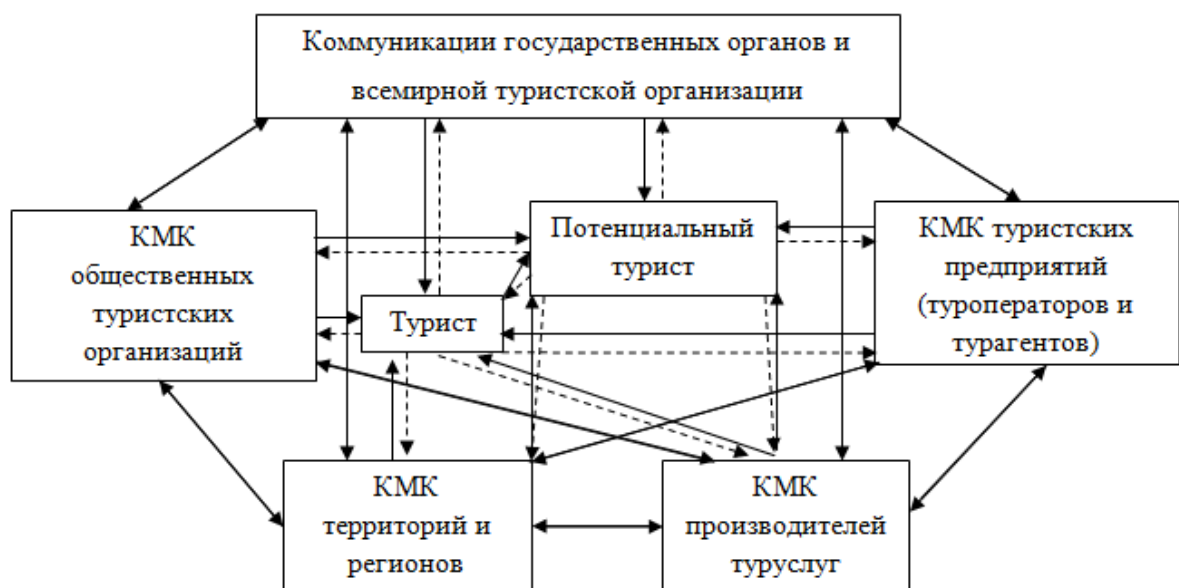 Коммуникации государственных органов и
всемирной туристской организации
КМК
общественных
туристских
организаций
Потенциальный
турист
КМК туристских
предприятий
(туроператоров и
турагентов)
Турист
КМК
территорий и
регионов
КМК
производителей
туруслуг